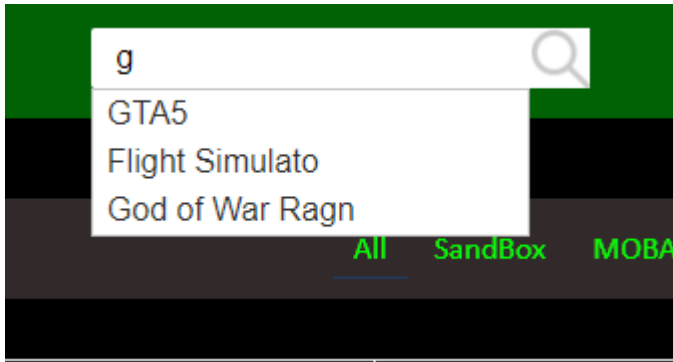 g
GTA5
Flight Simulato
God of War Ragn
All SandBox MOBA